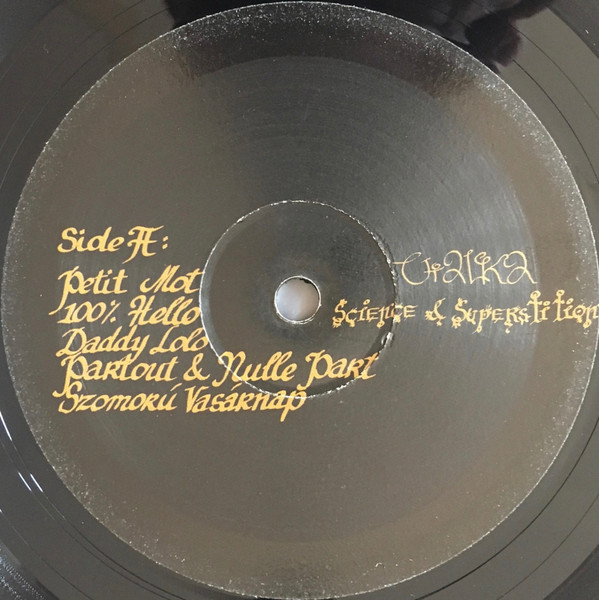 Side A:
Petit Mot
100% Hello
Daddy Lolo
Partout & Nulle Part
Szomorú Vasárnap
Science & Superstition